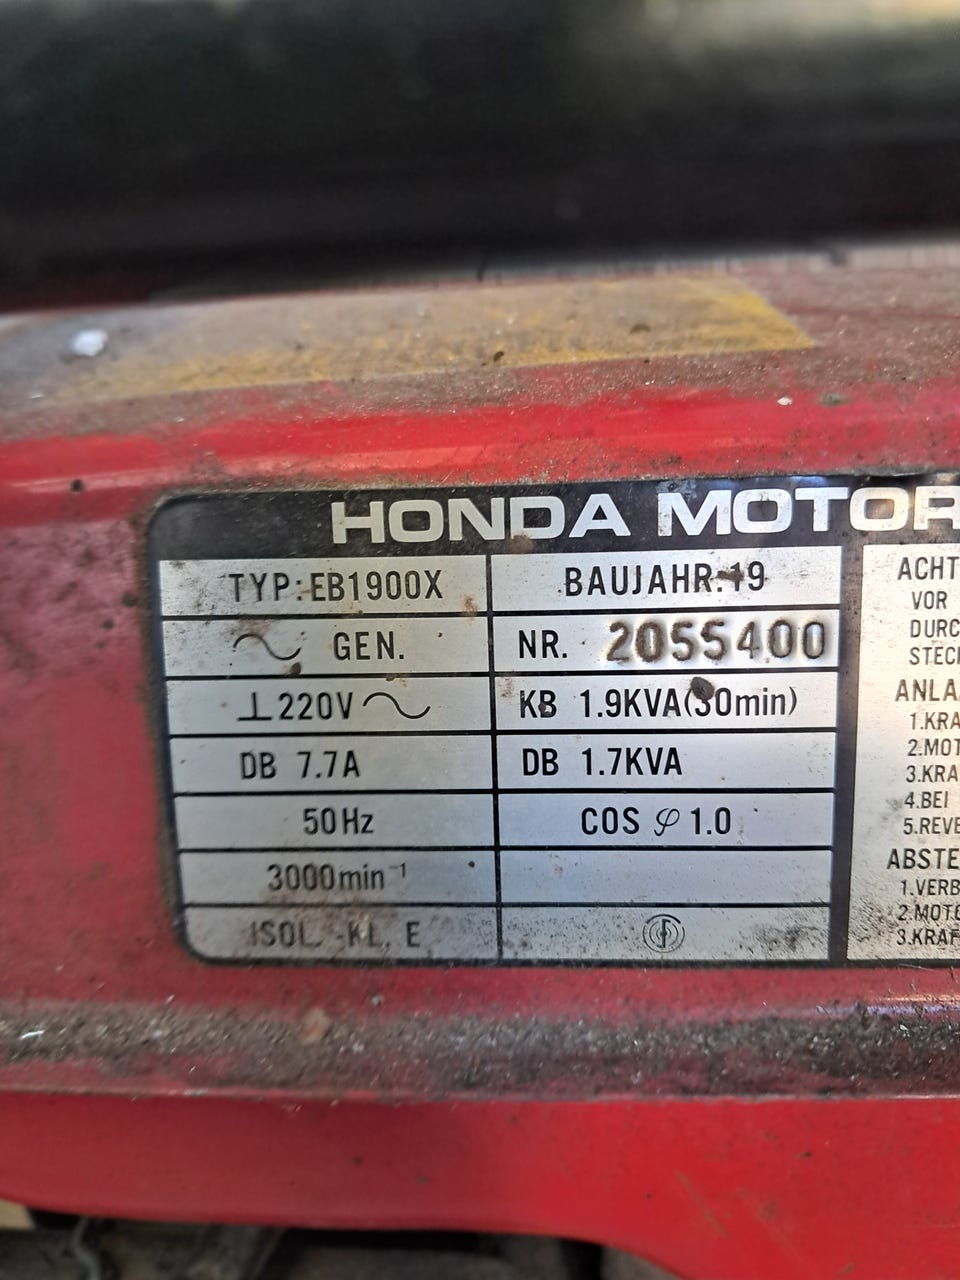 HONDA MOTOR
TYP:EB1900X
BAUJAHR:19
GEN.
NR. 2055400
⊥220V~
KB 1.9KVA(30min)
DB 7.7A
DB 1.7KVA
50Hz
COS φ 1.0
3000min⁻¹
ISOL.-KL. E
ACHT
VOR
DURC
STECK
ANLA
1.KRA
2.MOT
3.KRA
4.BEI
5.REVE
ABSTE
1.VERB
2.MOTO
3.KRAF